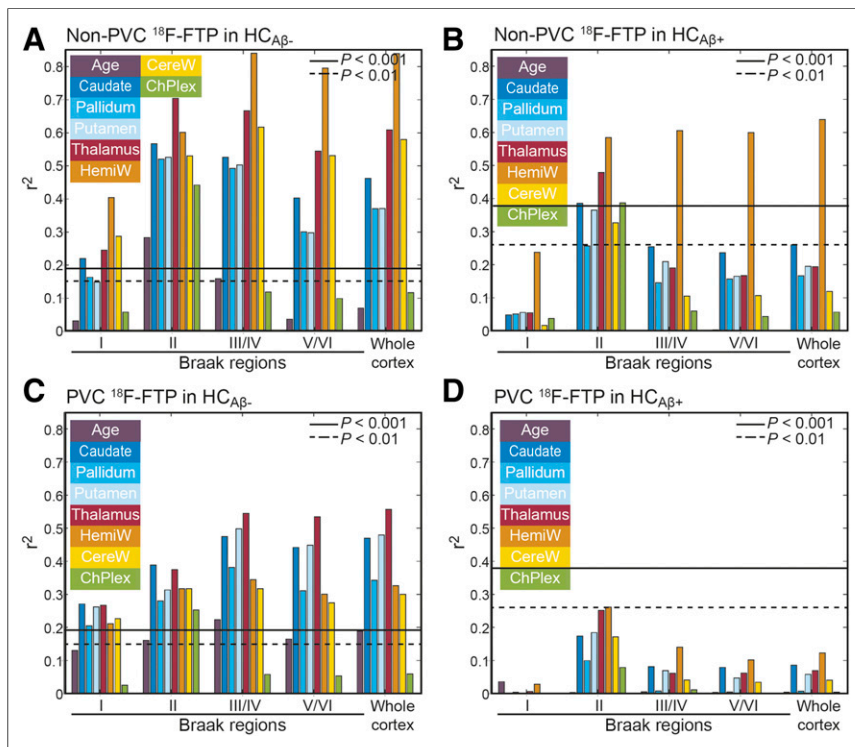 A Non-PVC ¹⁸F-FTP in HC_Aβ-
Age CereW
Caudate ChPlex
Pallidum
Putamen
Thalamus
HemiW
P < 0.001
P < 0.01
r²
0.8
0.7
0.6
0.5
0.4
0.3
0.2
0.1
0
I II III/IV V/VI Whole
Braak regions cortex
B Non-PVC ¹⁸F-FTP in HC_Aβ+
Age
Caudate
Pallidum
Putamen
Thalamus
HemiW
CereW
ChPlex
P < 0.001
P < 0.01
r²
0.8
0.7
0.6
0.5
0.4
0.3
0.2
0.1
0
I II III/IV V/VI Whole
Braak regions cortex
C PVC ¹⁸F-FTP in HC_Aβ-
Age
Caudate
Pallidum
Putamen
Thalamus
HemiW
CereW
ChPlex
P < 0.001
P < 0.01
r²
0.8
0.7
0.6
0.5
0.4
0.3
0.2
0.1
0
I II III/IV V/VI Whole
Braak regions cortex
D PVC ¹⁸F-FTP in HC_Aβ+
Age
Caudate
Pallidum
Putamen
Thalamus
HemiW
CereW
ChPlex
P < 0.001
P < 0.01
r²
0.8
0.7
0.6
0.5
0.4
0.3
0.2
0.1
0
I II III/IV V/VI Whole
Braak regions cortex